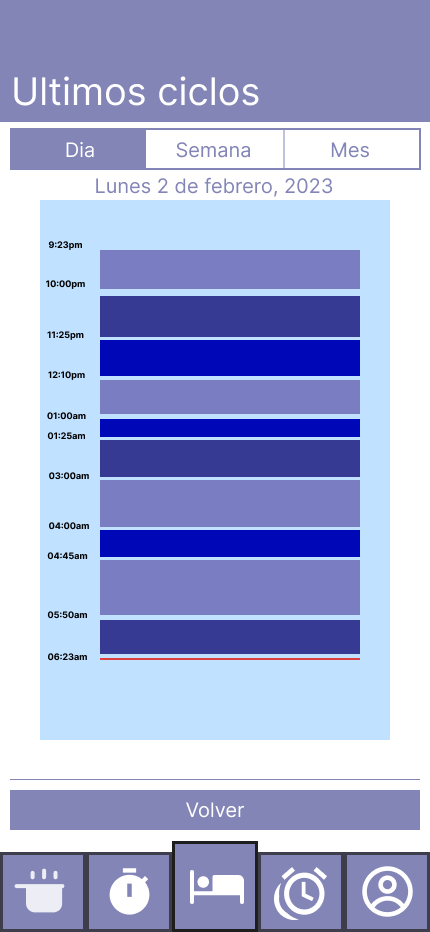 Ultimos ciclos
Dia
Semana
Mes
Lunes 2 de febrero, 2023
9:23pm
10:00pm
11:25pm
12:10pm
01:00am
01:25am
03:00am
04:00am
04:45am
05:50am
06:23am
Volver